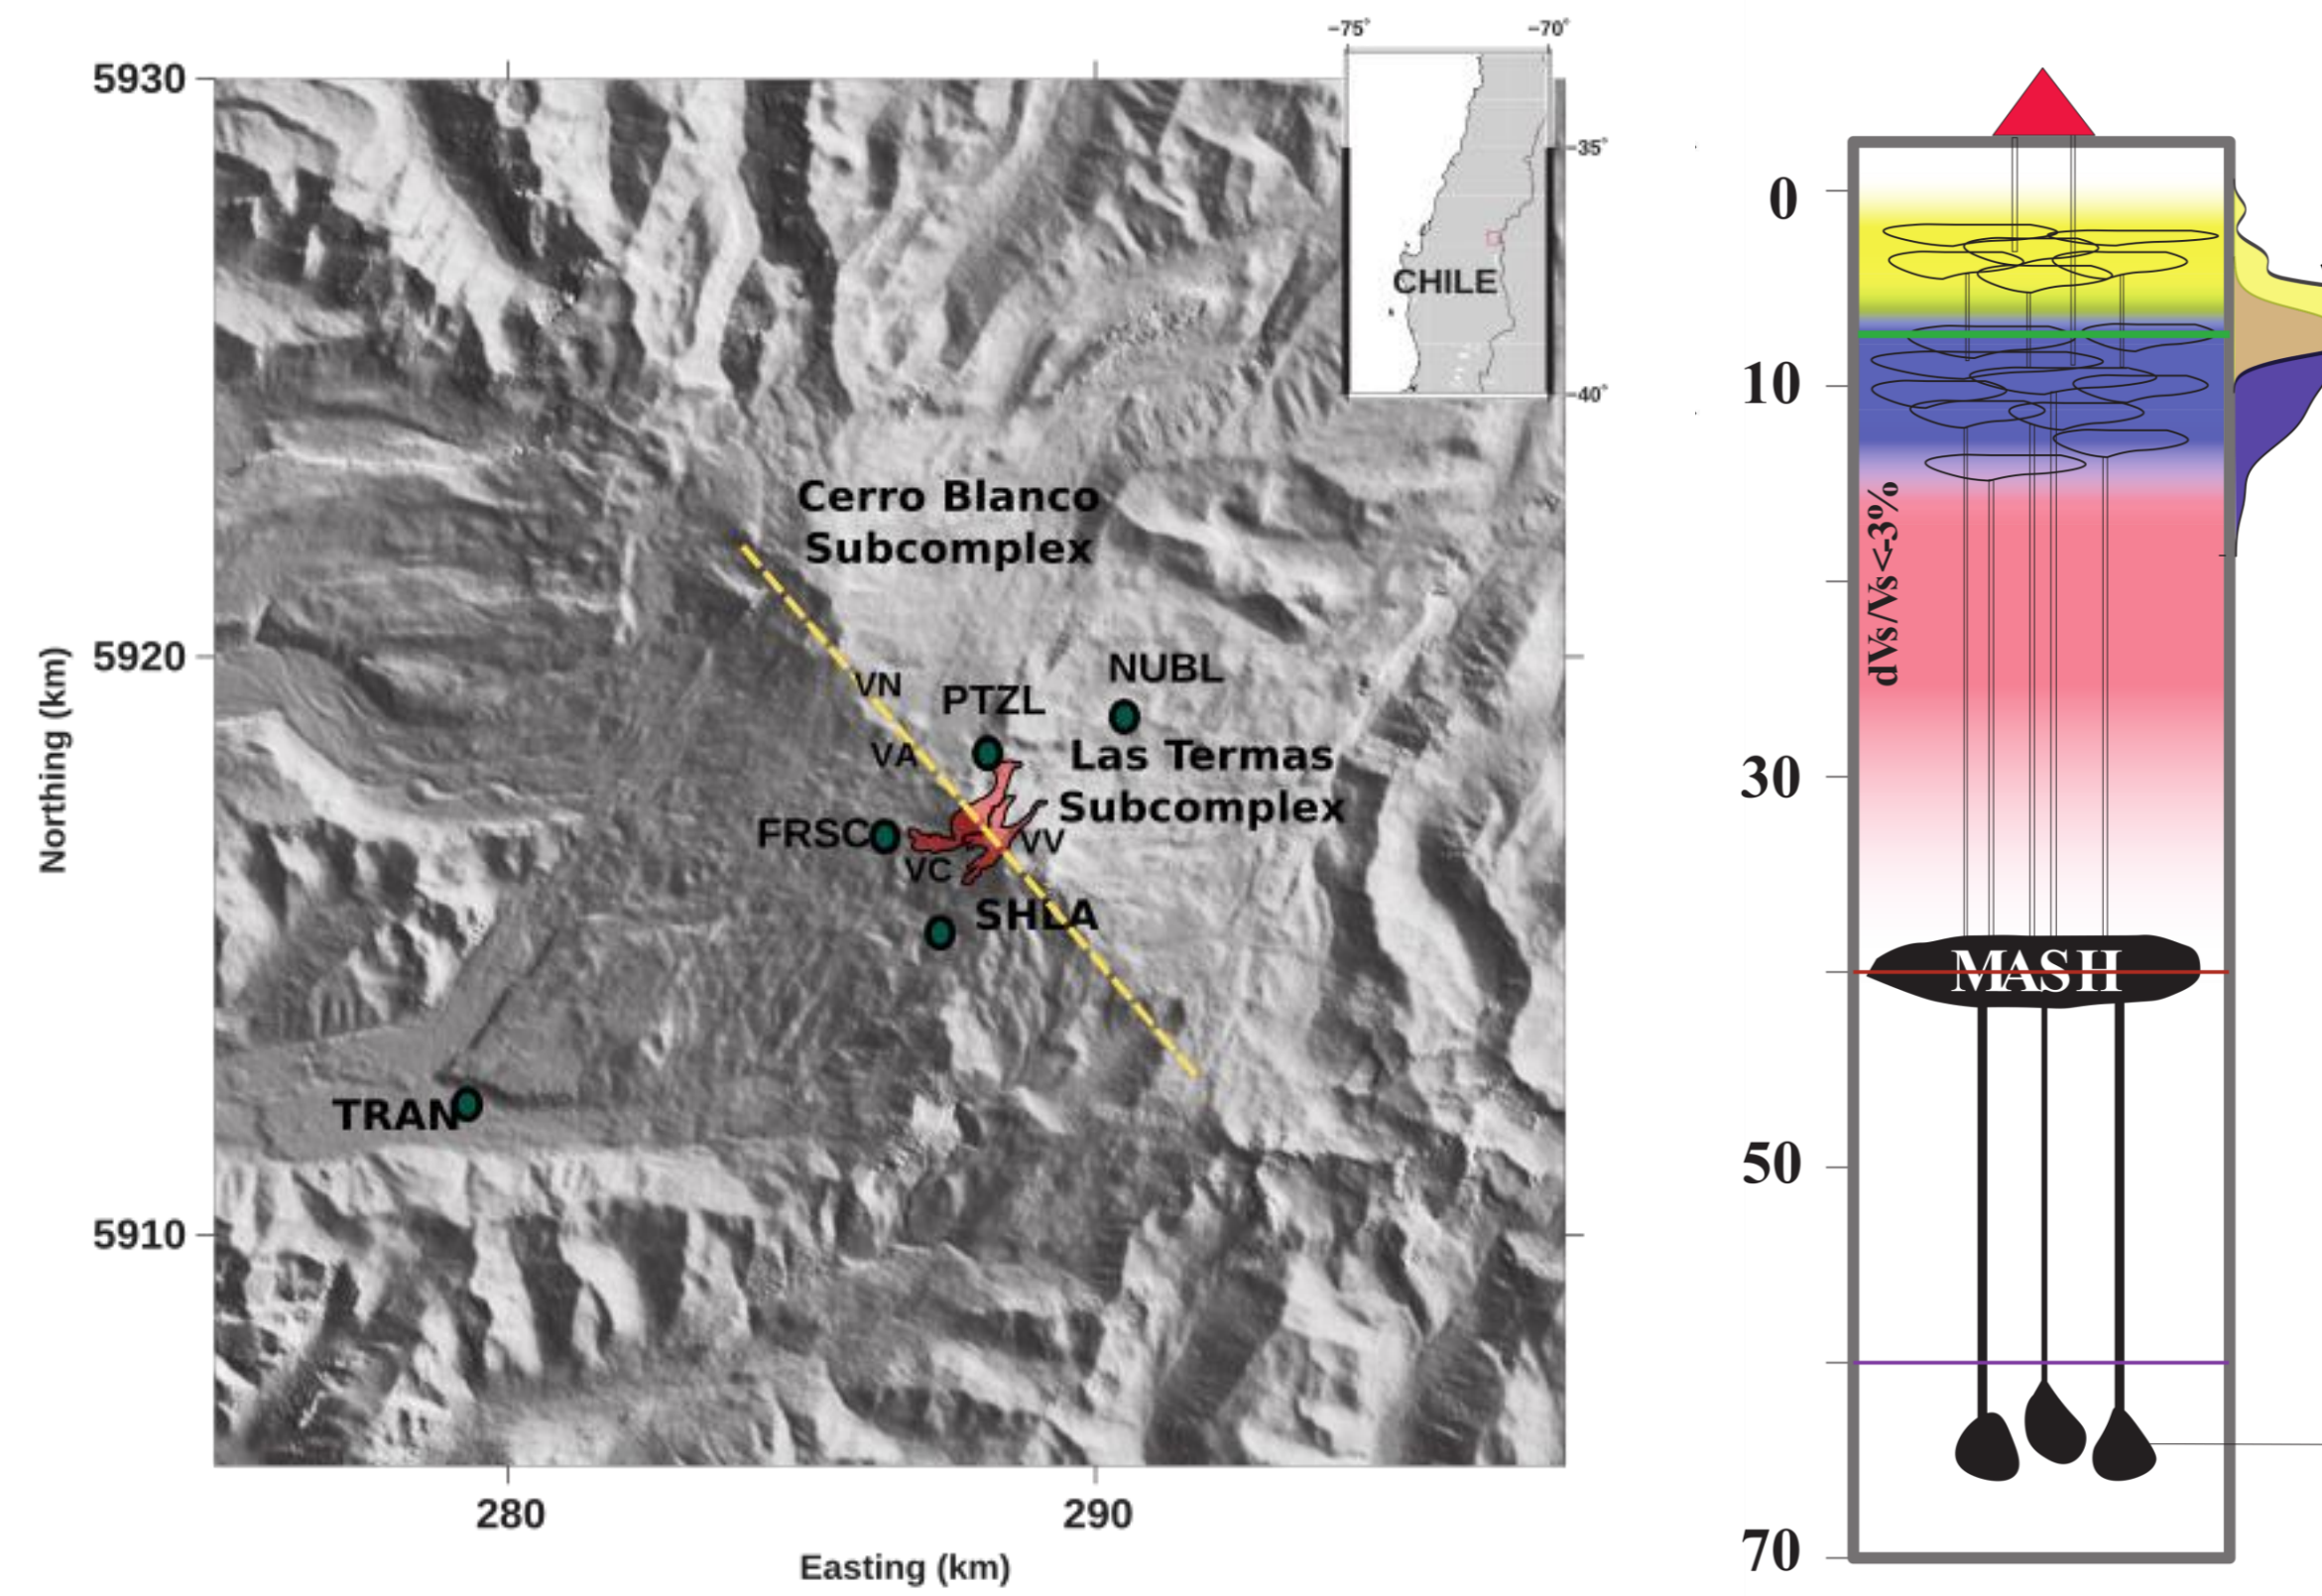 −75°
−70°
5930
−35°
CHILE
−40°
Cerro Blanco
Subcomplex
5920
NUBL
VN
PTZL
VA
Las Termas
Subcomplex
FRSC
VV
VC
SHLA
TRAN
5910
Northing (km)
280
290
Easting (km)
0
10
dVs/Vs<-3%
30
MASH
50
70